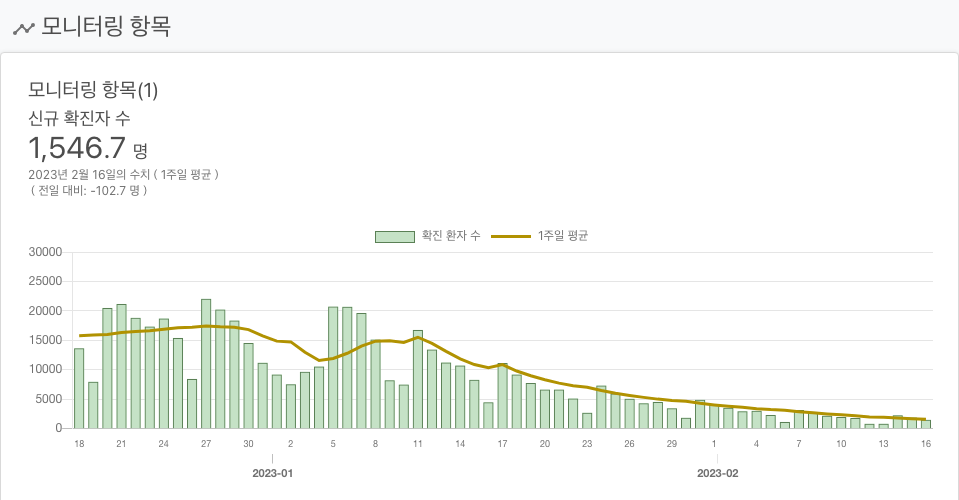 모니터링 항목
모니터링 항목(1)
신규 확진자 수
1,546.7 명
2023년 2월 16일의 수치 ( 1주일 평균 )
( 전일 대비: -102.7 명 )
확진 환자 수 1주일 평균
30000
25000
20000
15000
10000
5000
0
18 21 24 27 30 2 5 8 11 14 17 20 23 26 29 1 4 7 10 13 16
2023-01 2023-02